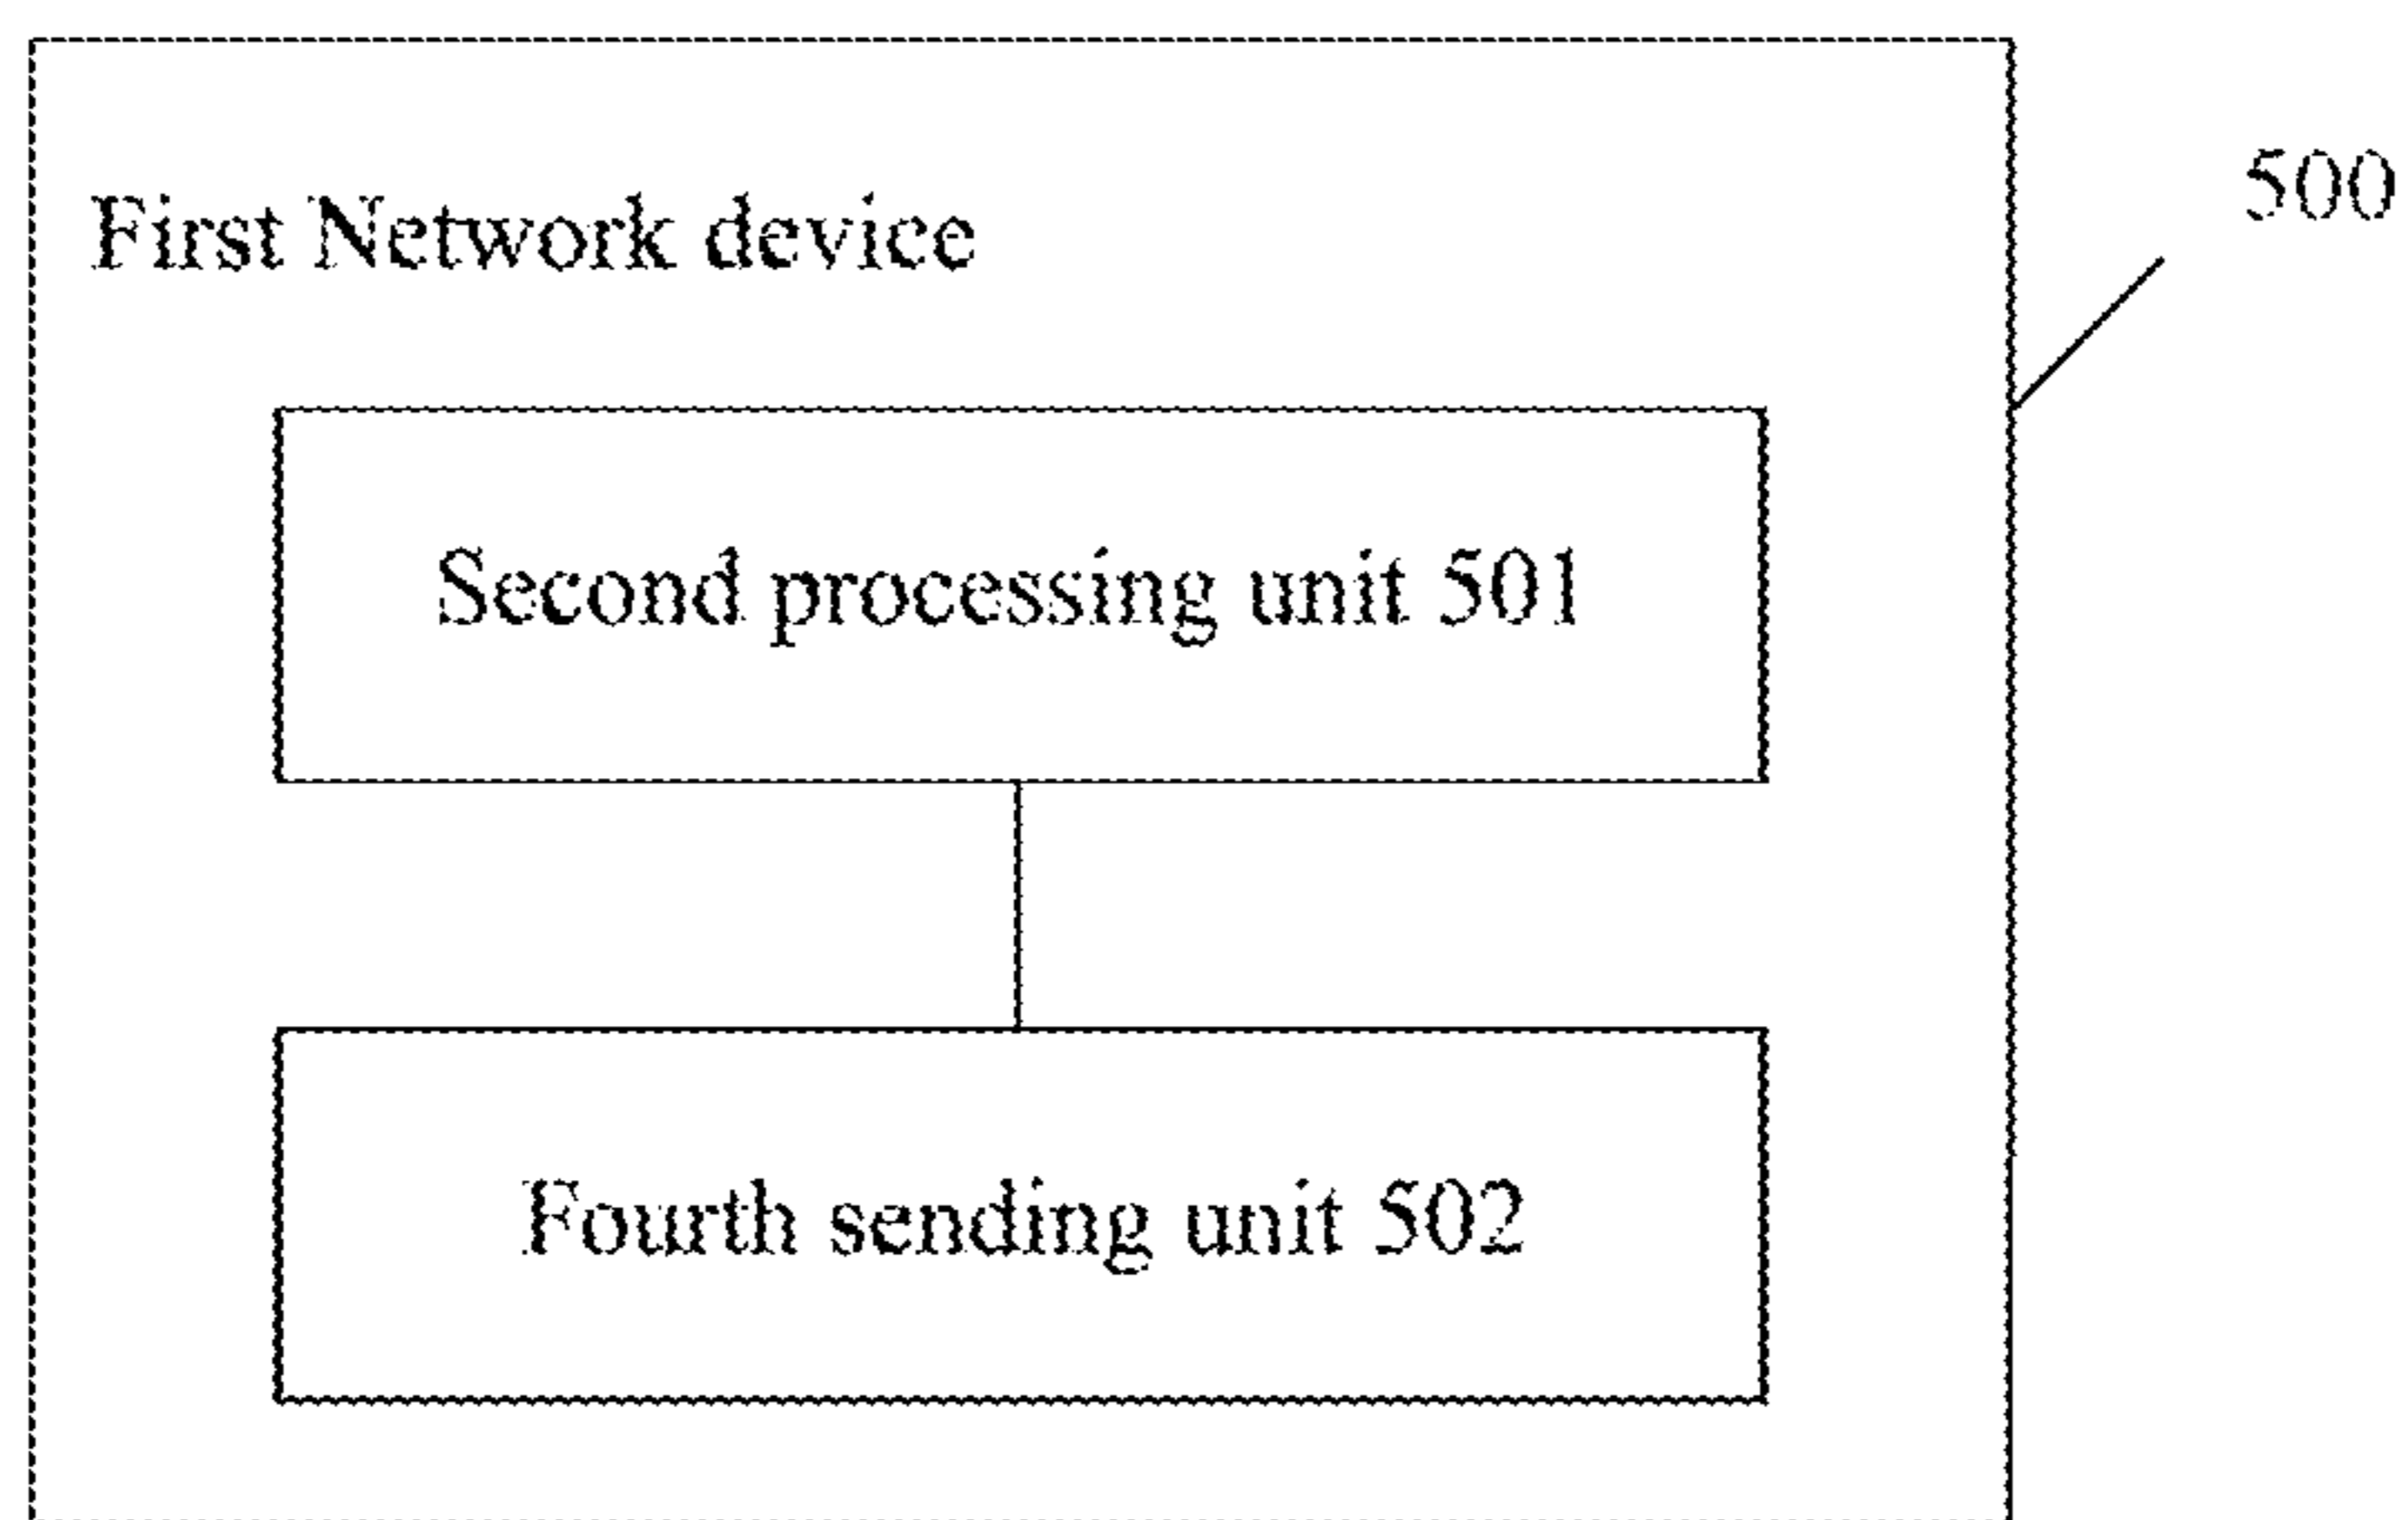 500
First Network device
Second processing unit 501
Fourth sending unit 502